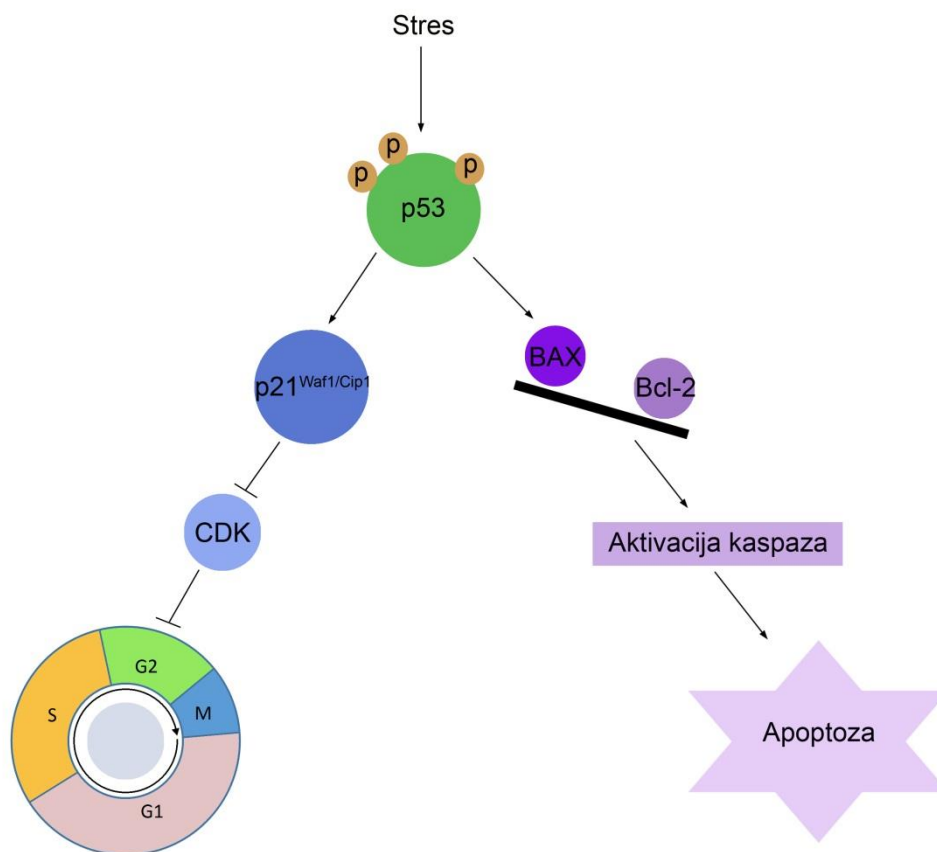 Stres
p
p
p
p53
p21Waf1/Cip1
BAX
Bcl-2
CDK
Aktivacija kaspaza
G2
S
M
G1
Apoptoza